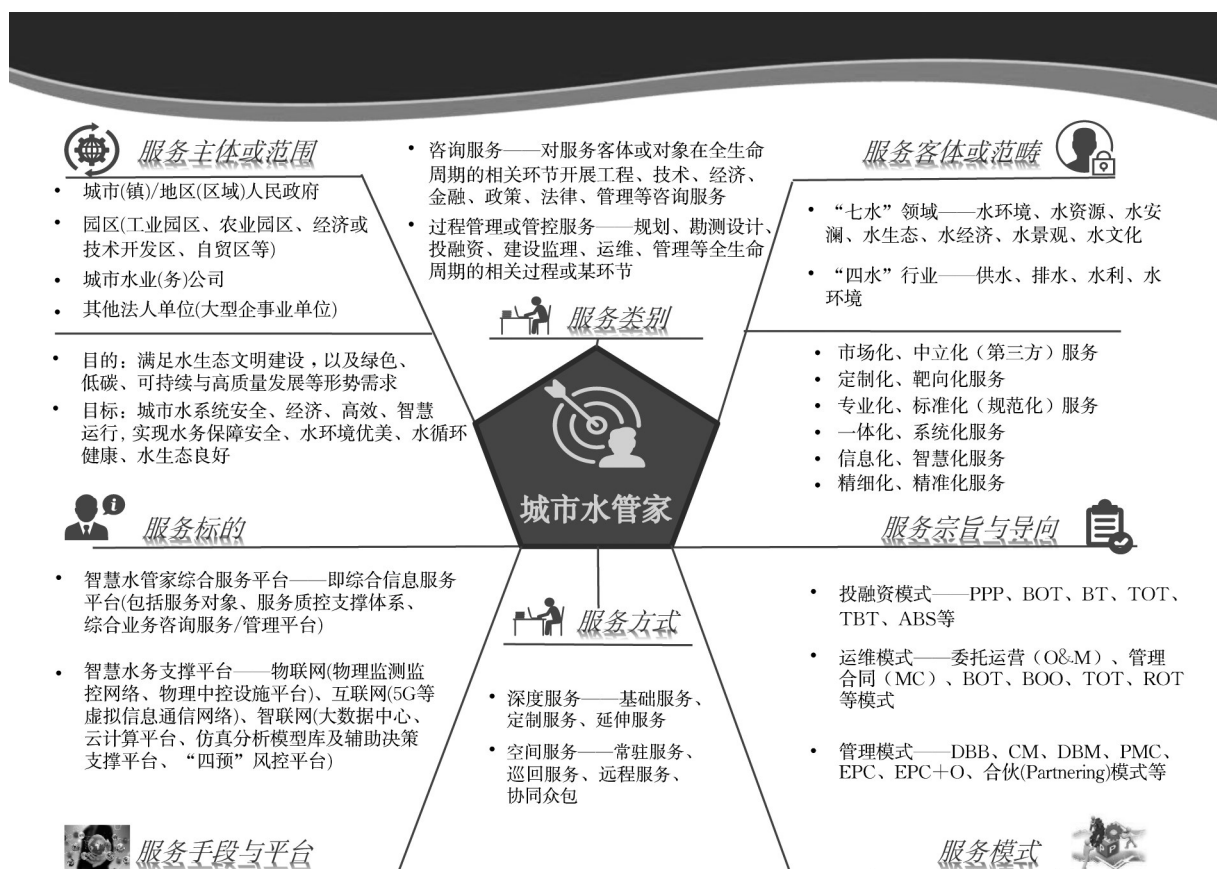 服务主体或范围
• 城市(镇)/地区(区域)人民政府
• 园区(工业园区、农业园区、经济或
技术开发区、自贸区等)
• 城市水业(务)公司
• 其他法人单位(大型企事业单位)
• 咨询服务——对服务客体或对象在全生命
周期的相关环节开展工程、技术、经济、
金融、政策、法律、管理等咨询服务
• 过程管理或管控服务——规划、勘测设计、
投融资、建设监理、运维、管理等全生命
周期的相关过程或某环节
服务类别
服务客体或范畴
• “七水”领域——水环境、水资源、水安
澜、水生态、水经济、水景观、水文化
• “四水”行业——供水、排水、水利、水
环境
• 目的：满足水生态文明建设，以及绿色、
低碳、可持续与高质量发展等形势需求
• 目标：城市水系统安全、经济、高效、智慧
运行,实现水务保障安全、水环境优美、水循环
健康、水生态良好
服务标的
城市水管家
• 市场化、中立化（第三方）服务
• 定制化、靶向化服务
• 专业化、标准化（规范化）服务
• 一体化、系统化服务
• 信息化、智慧化服务
• 精细化、精准化服务
服务宗旨与导向
• 智慧水管家综合服务平台——即综合信息服务
平台(包括服务对象、服务质控支撑体系、
综合业务咨询服务/管理平台)
• 智慧水务支撑平台——物联网(物理监测监
控网络、物理中控设施平台)、互联网(5G等
虚拟信息通信网络)、智联网(大数据中心、
云计算平台、仿真分析模型库及辅助决策
支撑平台、“四预”风控平台)
服务手段与平台
服务方式
• 深度服务——基础服务、
定制服务、延伸服务
• 空间服务——常驻服务、
巡回服务、远程服务、
协同众包
• 投融资模式——PPP、BOT、BT、TOT、
TBT、ABS等
• 运维模式——委托运营（O&M）、管理
合同（MC）、BOT、BOO、TOT、ROT
等模式
• 管理模式——DBB、CM、DBM、PMC、
EPC、EPC+O、合伙(Partnering)模式等
服务模式